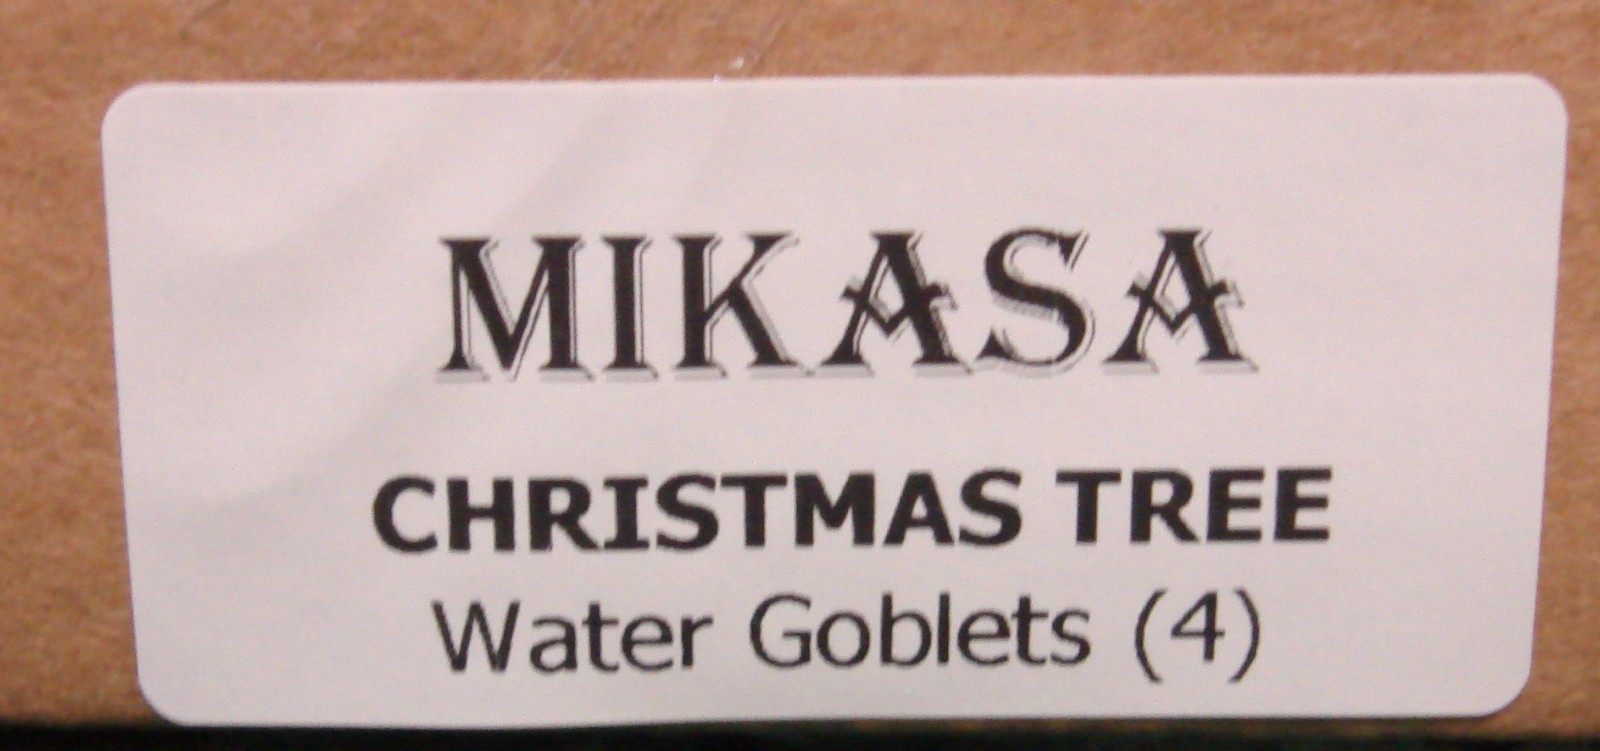 MIKASA
CHRISTMAS TREE
Water Goblets (4)